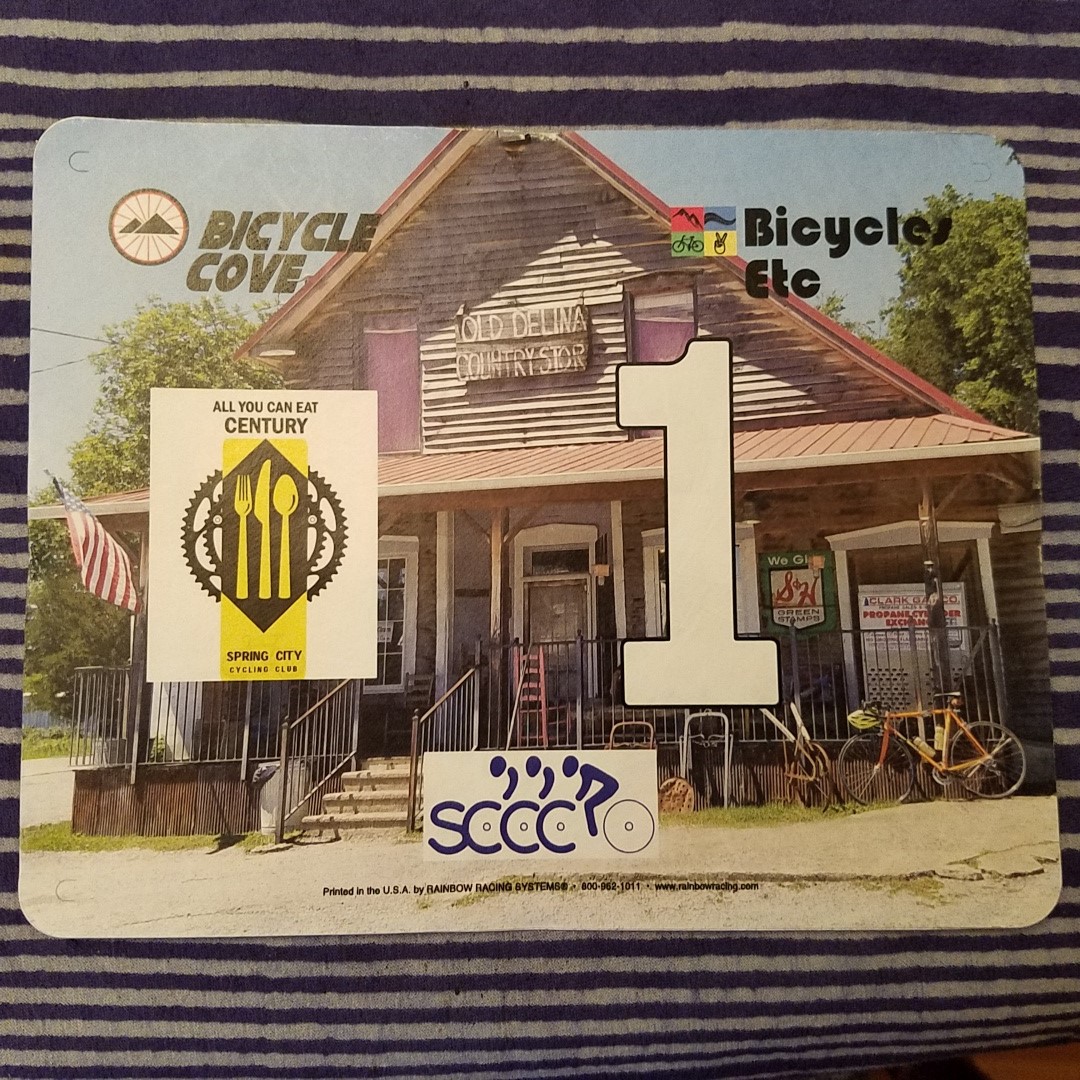 BICYCLE
COVE
Bicycles
Etc
OLD DELINA
COUNTRY STOR
ALL YOU CAN EAT
CENTURY
SPRING CITY
CYCLING CLUB
1
We Gi
S&H
GREEN
STAMPS
CLARK GAS CO.
PROPANE CYLINDER
EXCHANGE
SCCC
Printed in the U.S.A. by RAINBOW RACING SYSTEMS® • 800-962-1011 • www.rainbowracing.com